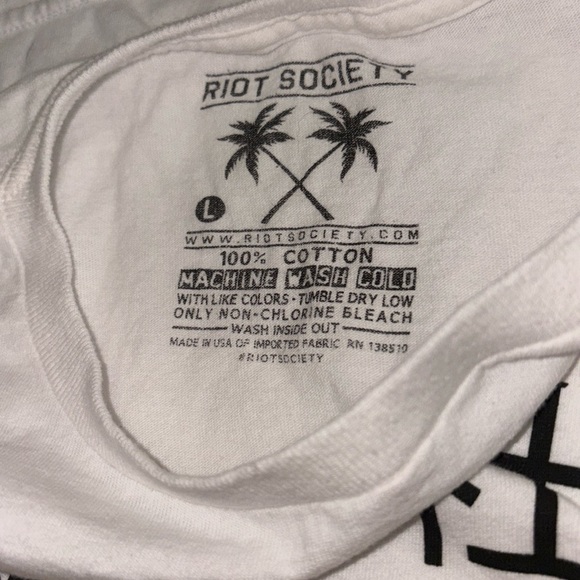 RIOT SOCIETY
L
WWW.RIOTSOCIETY.COM
100% COTTON
MACHINE WASH COLD
WITH LIKE COLORS • TUMBLE DRY LOW
ONLY NON-CHLORINE BLEACH
WASH INSIDE OUT
MADE IN USA OF IMPORTED FABRIC RN 138510
#RIOTSOCIETY